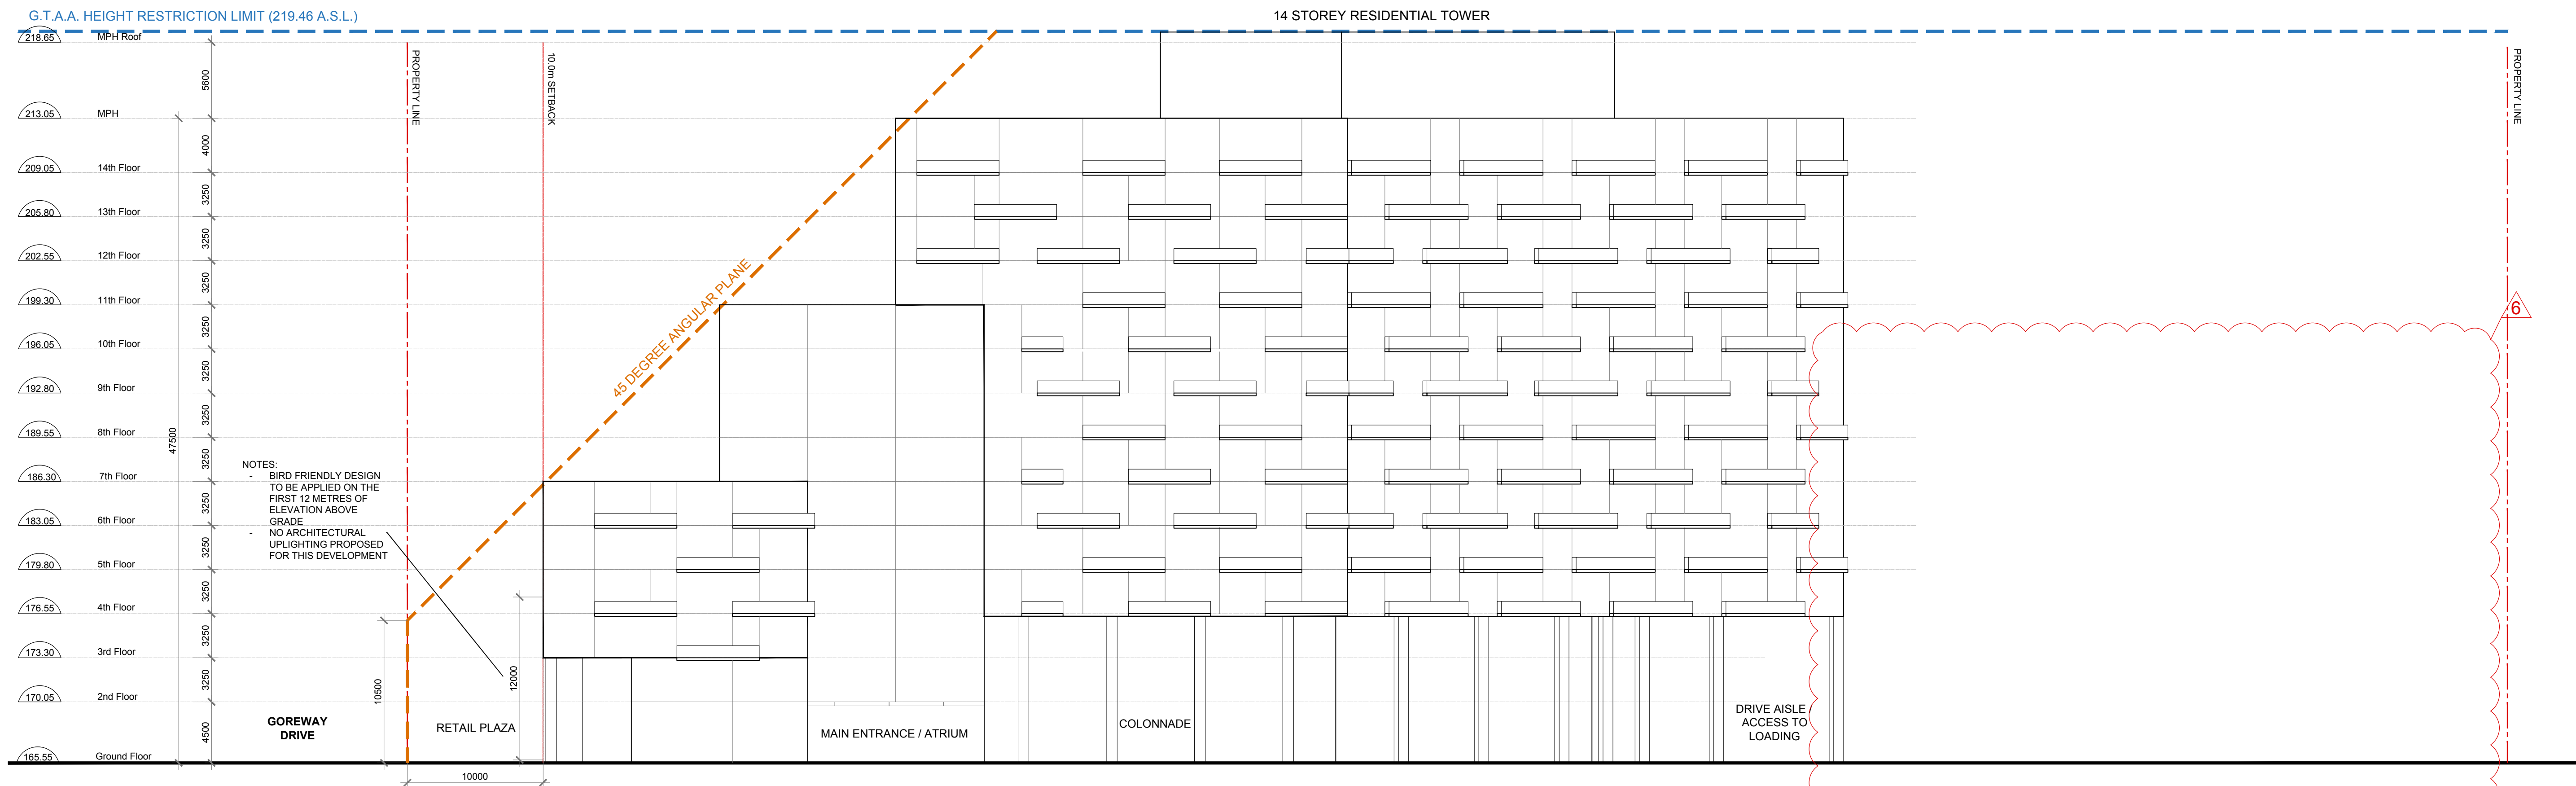 G.T.A.A. HEIGHT RESTRICTION LIMIT (219.46 A.S.L.)
14 STOREY RESIDENTIAL TOWER
218.65 MPH Roof
5600
PROPERTY LINE
10.0m SETBACK
PROPERTY LINE
213.05 MPH
4000
209.05 14th Floor
3250
205.80 13th Floor
3250
202.55 12th Floor
3250
199.30 11th Floor
3250
196.05 10th Floor
3250
192.80 9th Floor
3250
189.55 8th Floor
3250
186.30 7th Floor
3250
183.05 6th Floor
3250
179.80 5th Floor
3250
176.55 4th Floor
3250
173.30 3rd Floor
3250
170.05 2nd Floor
4500
165.55 Ground Floor
47500
45 DEGREE ANGULAR PLANE
6
NOTES:
- BIRD FRIENDLY DESIGN
TO BE APPLIED ON THE
FIRST 12 METRES OF
ELEVATION ABOVE
GRADE
- NO ARCHITECTURAL
UPLIGHTING PROPOSED
FOR THIS DEVELOPMENT
10500
12000
GOREWAY
DRIVE
RETAIL PLAZA
MAIN ENTRANCE / ATRIUM
COLONNADE
DRIVE AISLE /
ACCESS TO
LOADING
10000